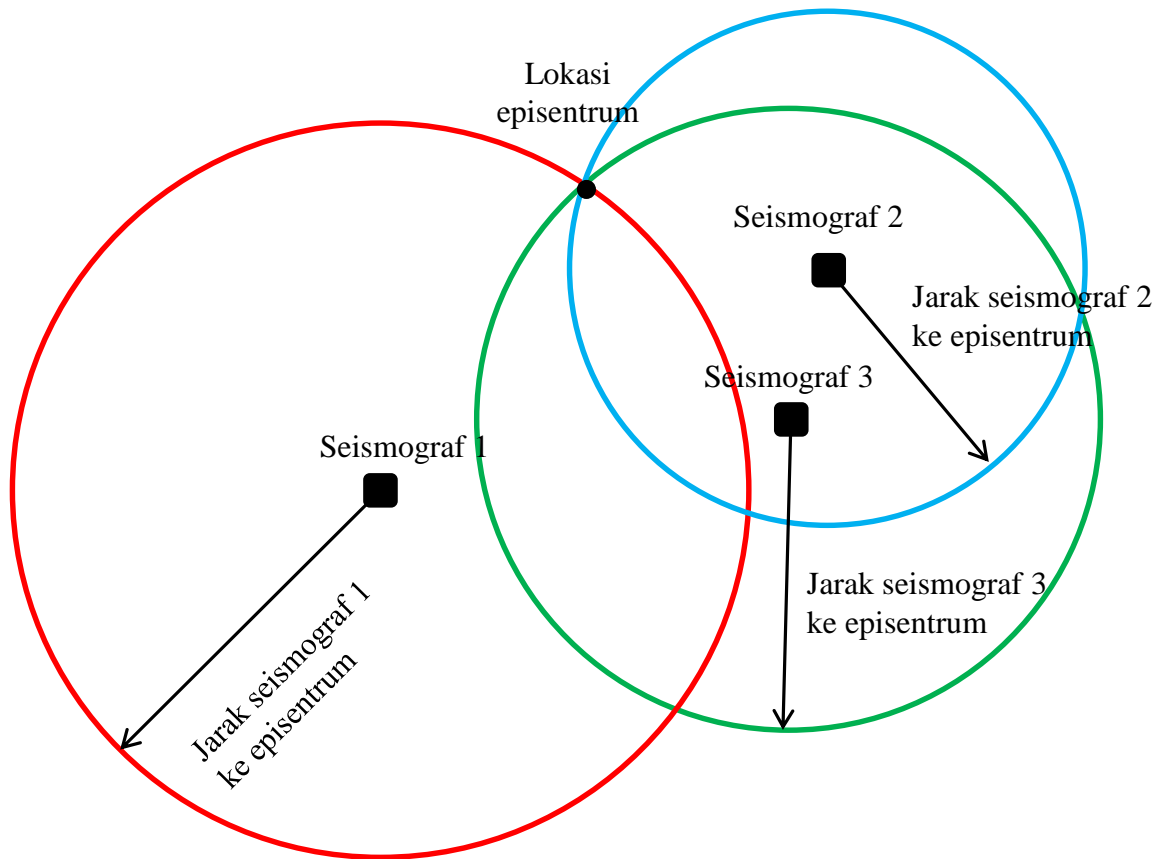 Lokasi
episentrum
Seismograf 2
Jarak seismograf 2
ke episentrum
Seismograf 3
Seismograf 1
Jarak seismograf 3
ke episentrum
Jarak seismograf 1
ke episentrum